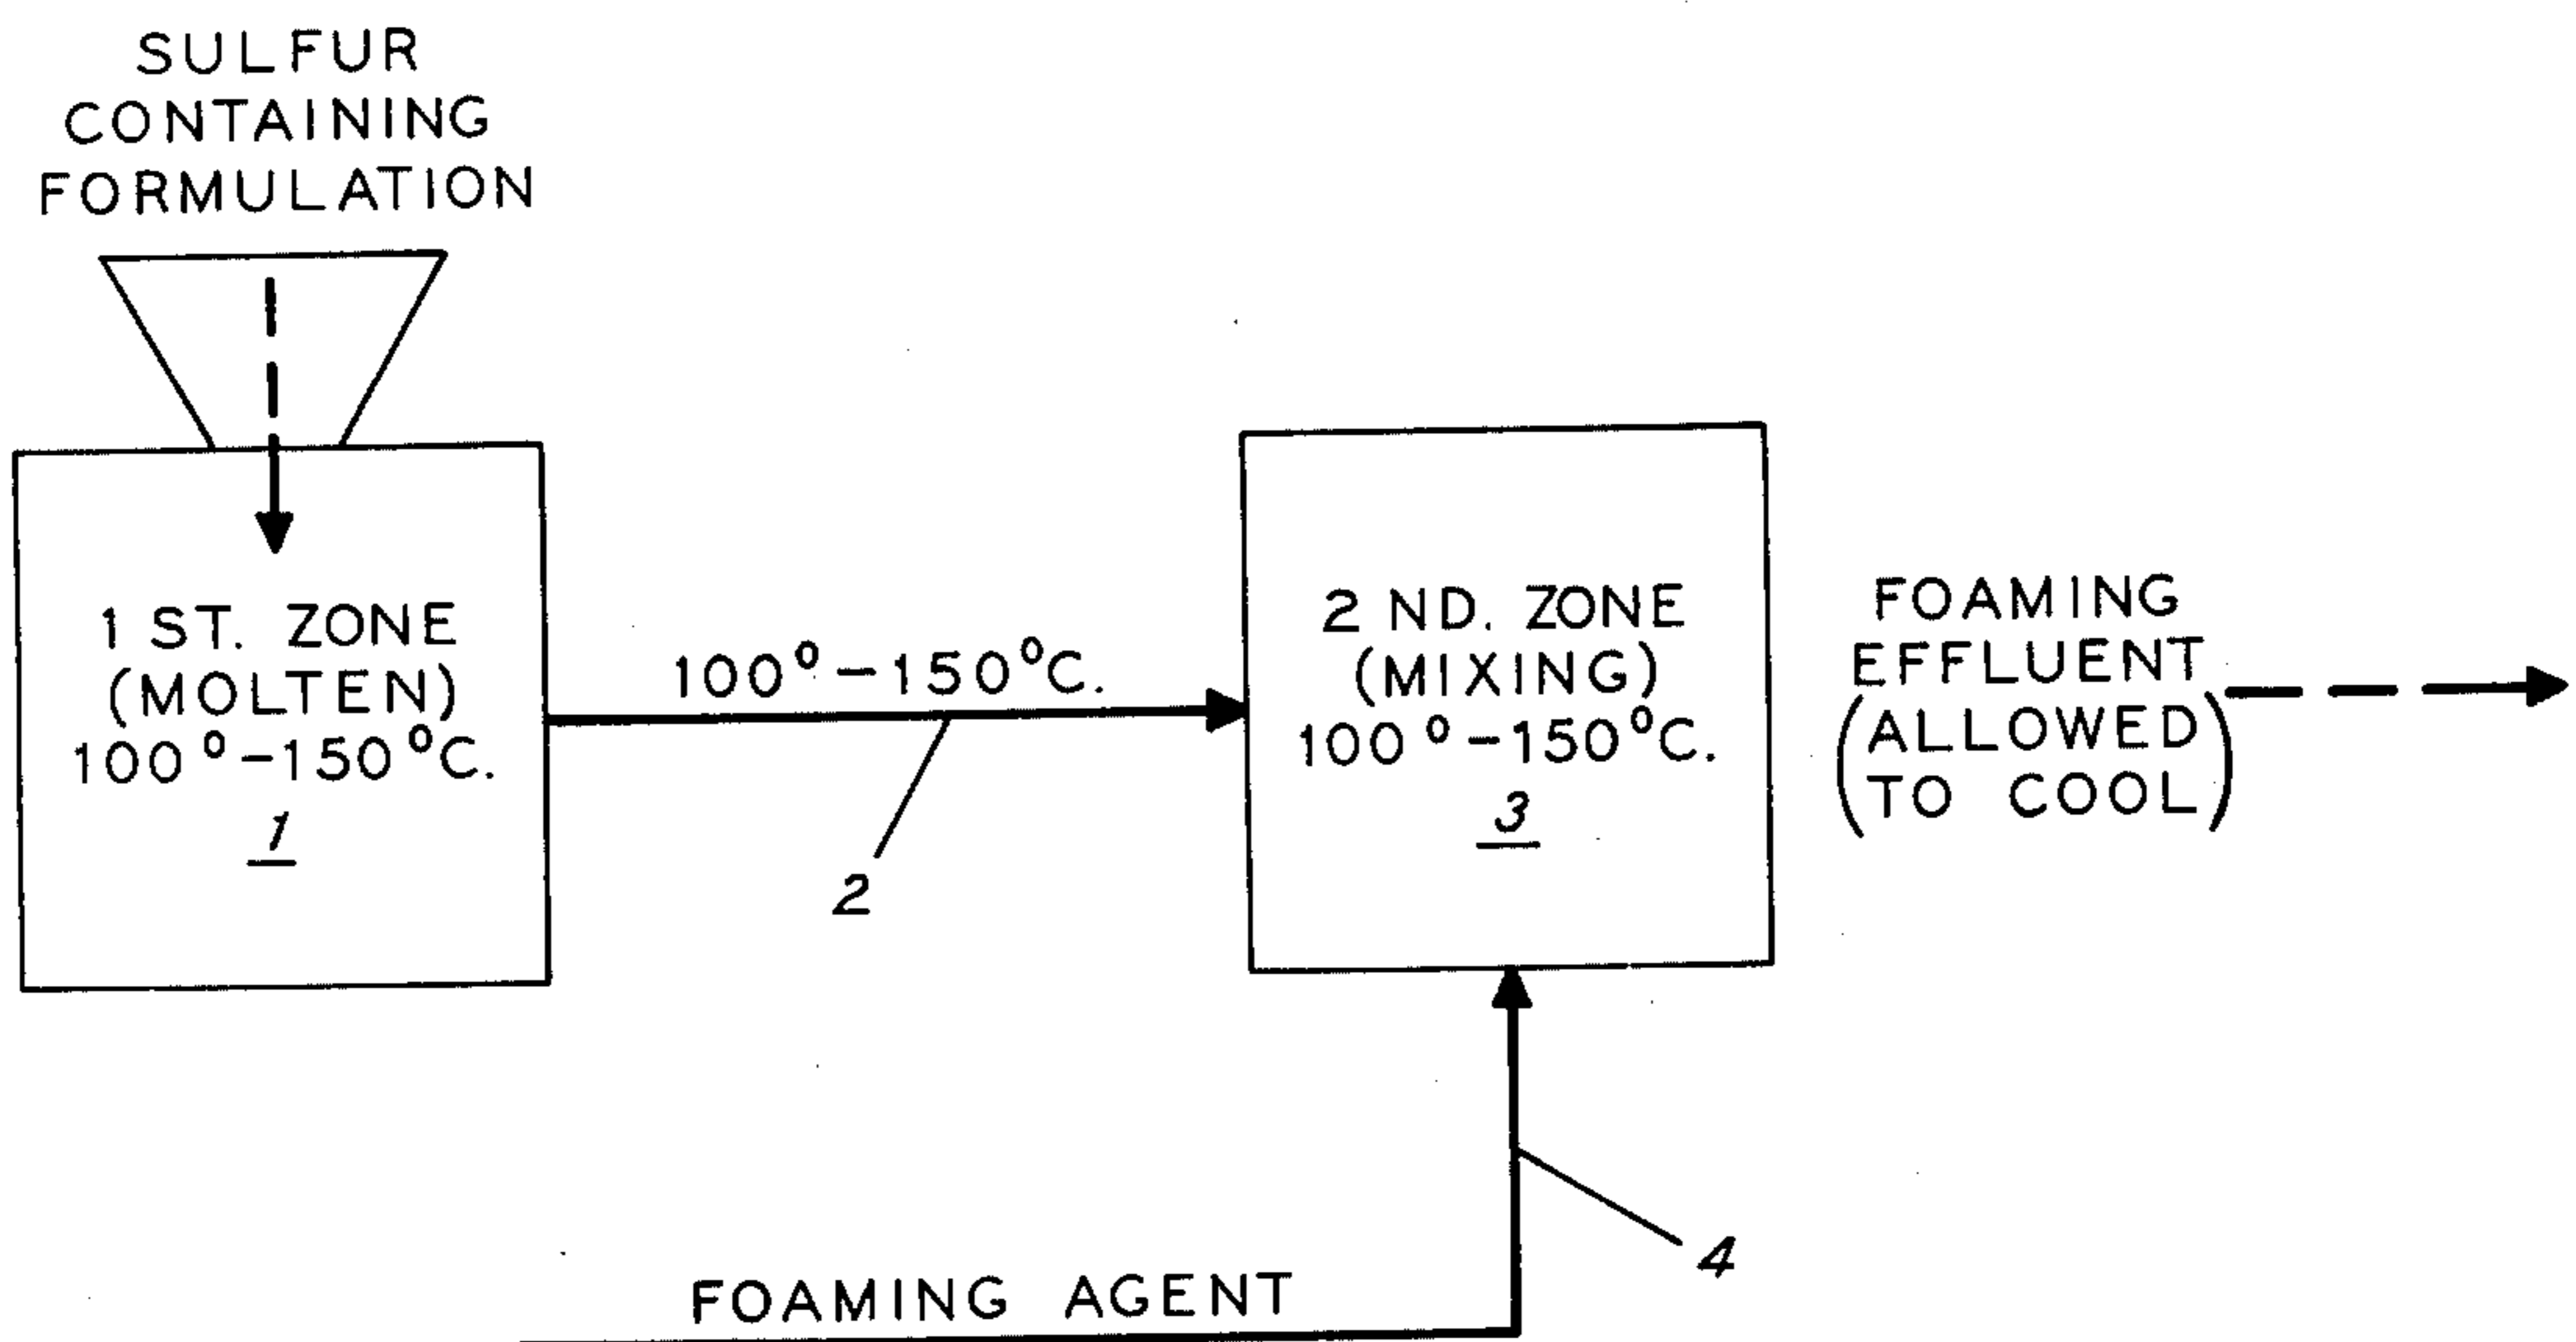 SULFUR
CONTAINING
FORMULATION
1 ST. ZONE
(MOLTEN)
100°-150°C.
1
100°-150°C.
2
2 ND. ZONE
(MIXING)
100°-150°C.
3
FOAMING
EFFLUENT
(ALLOWED
TO COOL)
4
FOAMING AGENT